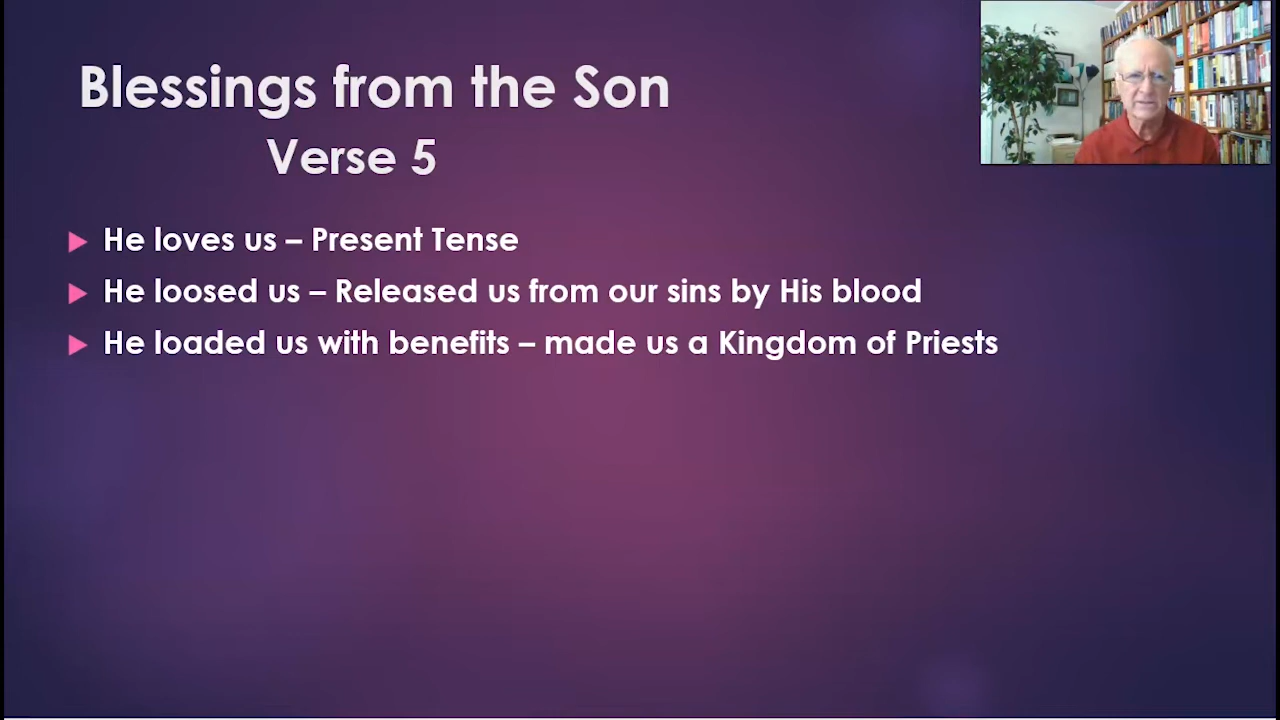 Blessings from the Son
Verse 5
He loves us – Present Tense
He loosed us – Released us from our sins by His blood
He loaded us with benefits – made us a Kingdom of Priests